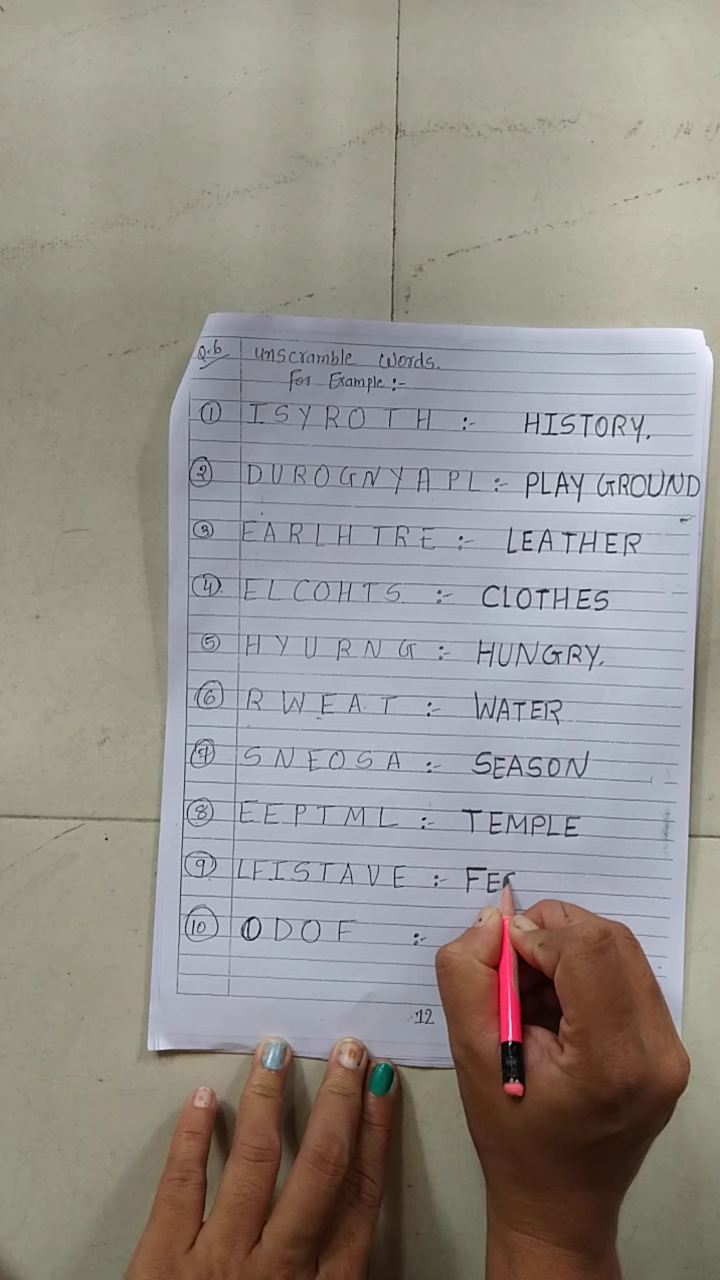 Q.6 unscramble words.
For Example :-
① ISYROTH :- HISTORY.
② DUROGNYAPL :- PLAY GROUND
③ EARLHTRE :- LEATHER
④ ELCOHTS :- CLOTHES
⑤ HYURNG :- HUNGRY.
⑥ RWEAT :- WATER
⑦ SNEOSA :- SEASON
⑧ EEPTML :- TEMPLE
⑨ LFISTAVE :- FES
⑩ ODOF :-
12